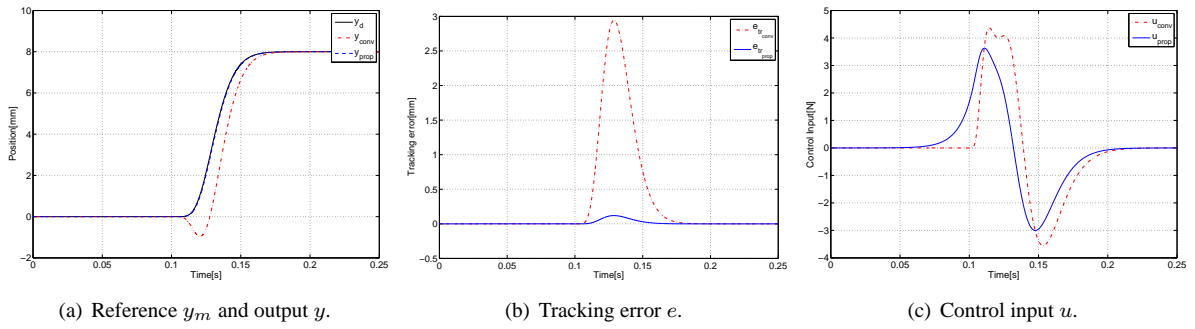 10
8
6
4
2
0
−2
0
0.05
0.1
0.15
0.2
0.25
Position[mm]
Time[s]
y_d
y_conv
y_prop
(a) Reference y_m and output y.
3
2.5
2
1.5
1
0.5
0
−0.5
0
0.05
0.1
0.15
0.2
0.25
Tracking error[mm]
Time[s]
e_tr_conv
e_tr_prop
(b) Tracking error e.
5
4
3
2
1
0
−1
−2
−3
−4
0
0.05
0.1
0.15
0.2
0.25
Control Input[N]
Time[s]
u_conv
u_prop
(c) Control input u.